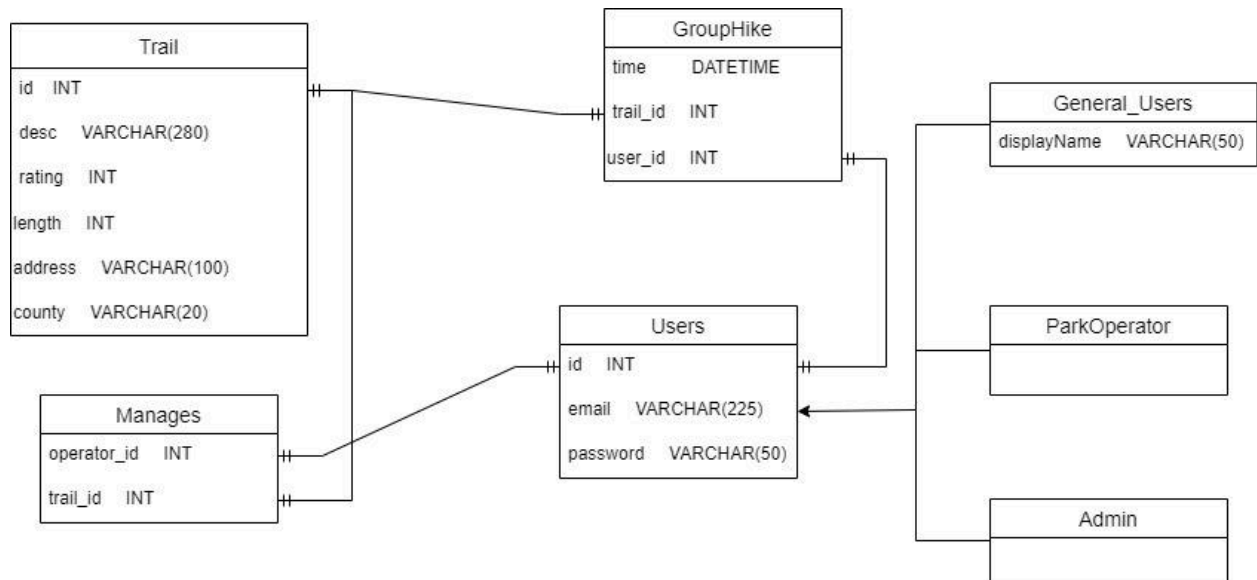 Trail
id INT
desc VARCHAR(280)
rating INT
length INT
address VARCHAR(100)
county VARCHAR(20)
GroupHike
time DATETIME
trail_id INT
user_id INT
General_Users
displayName VARCHAR(50)
Users
id INT
email VARCHAR(225)
password VARCHAR(50)
ParkOperator
Manages
operator_id INT
trail_id INT
Admin